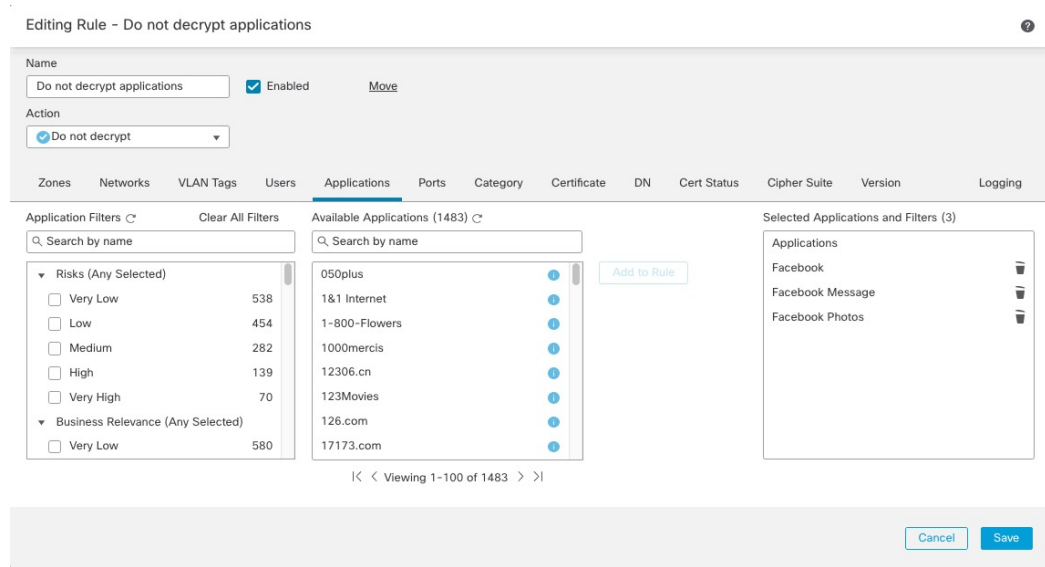 Editing Rule - Do not decrypt applications
Name
Do not decrypt applications Enabled Move
Action
Do not decrypt
Zones Networks VLAN Tags Users Applications Ports Category Certificate DN Cert Status Cipher Suite Version Logging
Application Filters Clear All Filters Available Applications (1483) Selected Applications and Filters (3)
Search by name Search by name Applications
Risks (Any Selected) 050plus Add to Rule Facebook
Very Low 538 1&1 Internet Facebook Message
Low 454 1-800-Flowers Facebook Photos
Medium 282 1000mercis
High 139 12306.cn
Very High 70 123Movies
Business Relevance (Any Selected) 126.com
Very Low 580 17173.com
Viewing 1-100 of 1483
Cancel Save